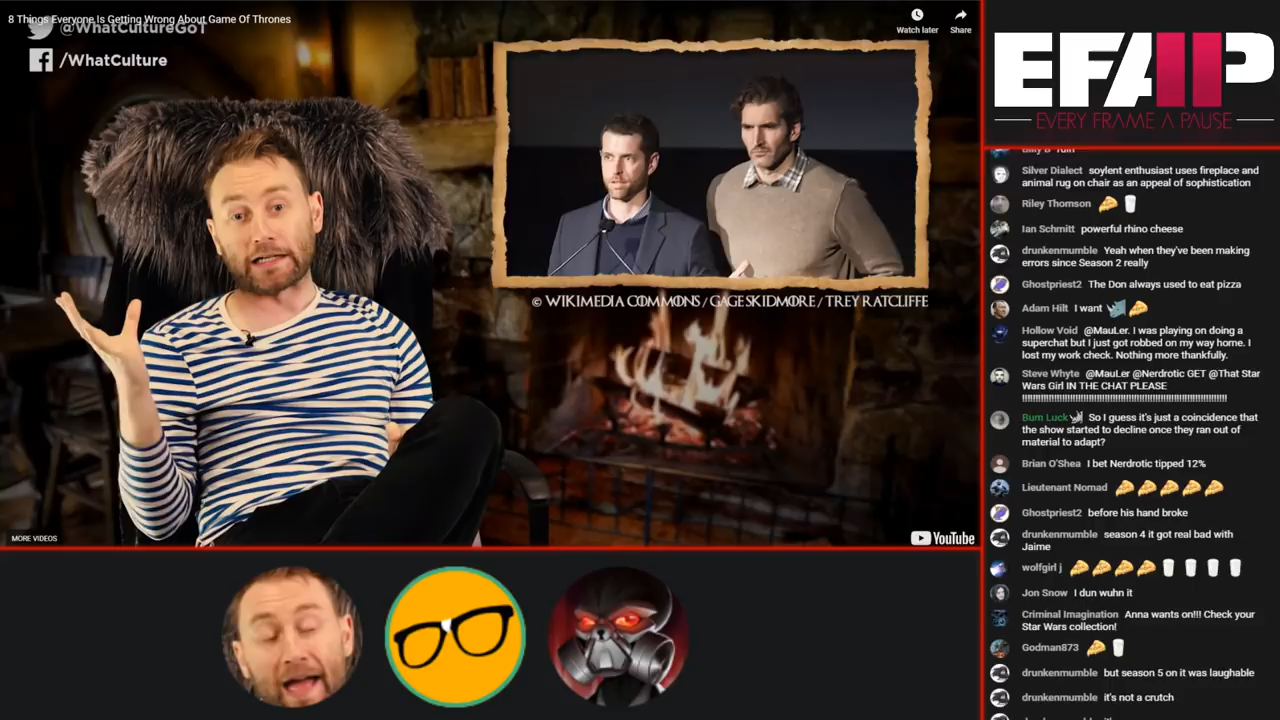 8 Things Everyone Is Getting Wrong About Game Of Thrones
@WhatCultureGoT
/WhatCulture
Watch later
Share
© WIKIMEDIA COMMONS / GAGE SKIDMORE / TREY RATCLIFFE
MORE VIDEOS
YouTube
EFAP
EVERY FRAME A PAUSE
Silver Dialect soylent enthusiast uses fireplace and
animal rug on chair as an appeal of sophistication
Riley Thomson
Ian Schmitt powerful rhino cheese
drunkenmumble Yeah when they've been making
errors since Season 2 really
Ghostpriest2 The Don always used to eat pizza
Adam Hilt I want
Hollow Void @MauLer. I was playing on doing a
superchat but I just got robbed on my way home. I
lost my work check. Nothing more thankfully.
Steve Whyte @MauLer @Nerdrotic GET @That Star
Wars Girl IN THE CHAT PLEASE
Bum Luck So I guess it's just a coincidence that
the show started to decline once they ran out of
material to adapt?
Brian O'Shea I bet Nerdrotic tipped 12%
Lieutenant Nomad
Ghostpriest2 before his hand broke
drunkenmumble season 4 it got real bad with
Jaime
wolfgirl j
Jon Snow I dun wuhn it
Criminal Imagination Anna wants on!!! Check your
Star Wars collection!
Godman873
drunkenmumble but season 5 on it was laughable
drunkenmumble it's not a crutch